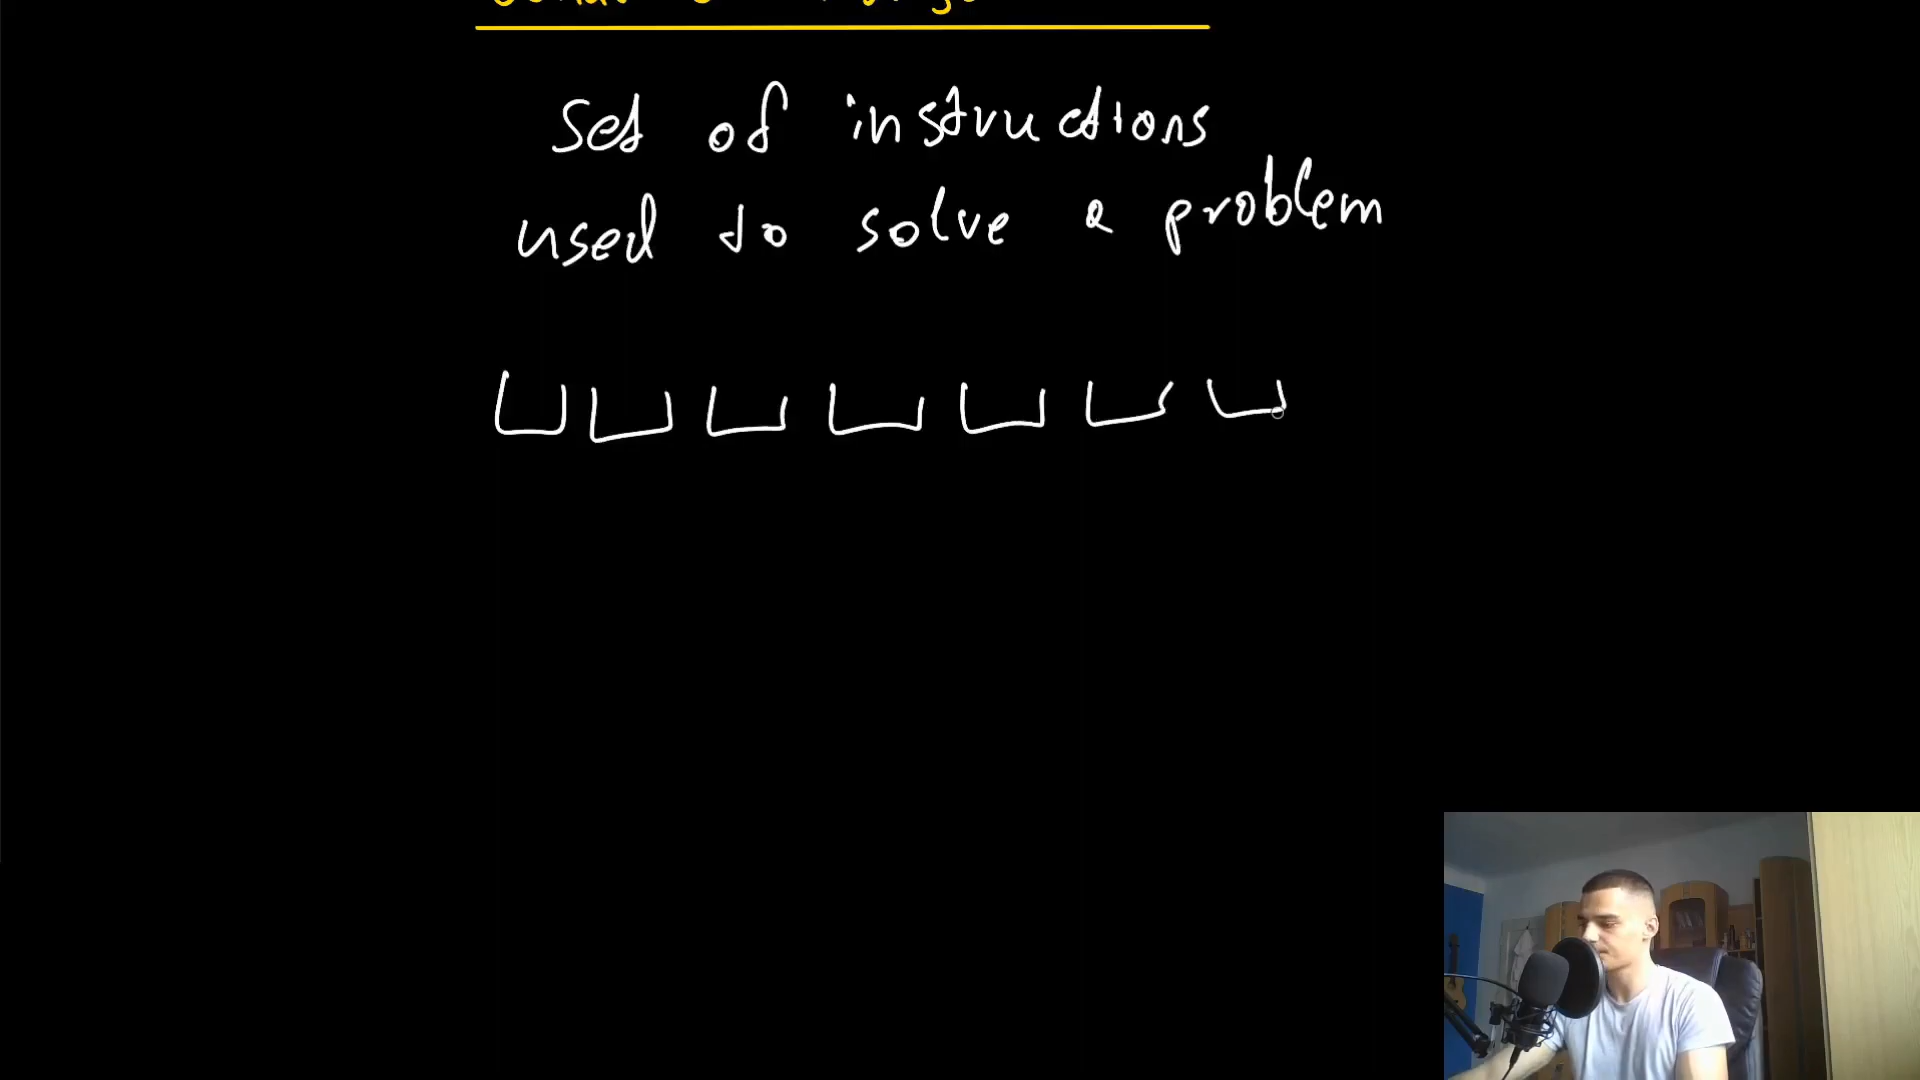 Set of instructions
used to solve a problem